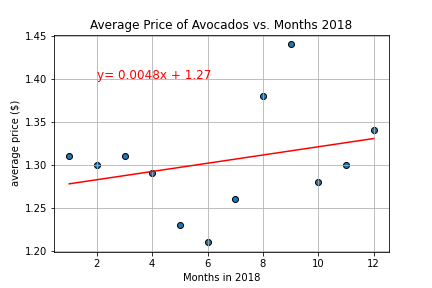 Average Price of Avocados vs. Months 2018
1.45
1.40
1.35
1.30
1.25
1.20
average price ($)
y= 0.0048x + 1.27
2 4 6 8 10 12
Months in 2018